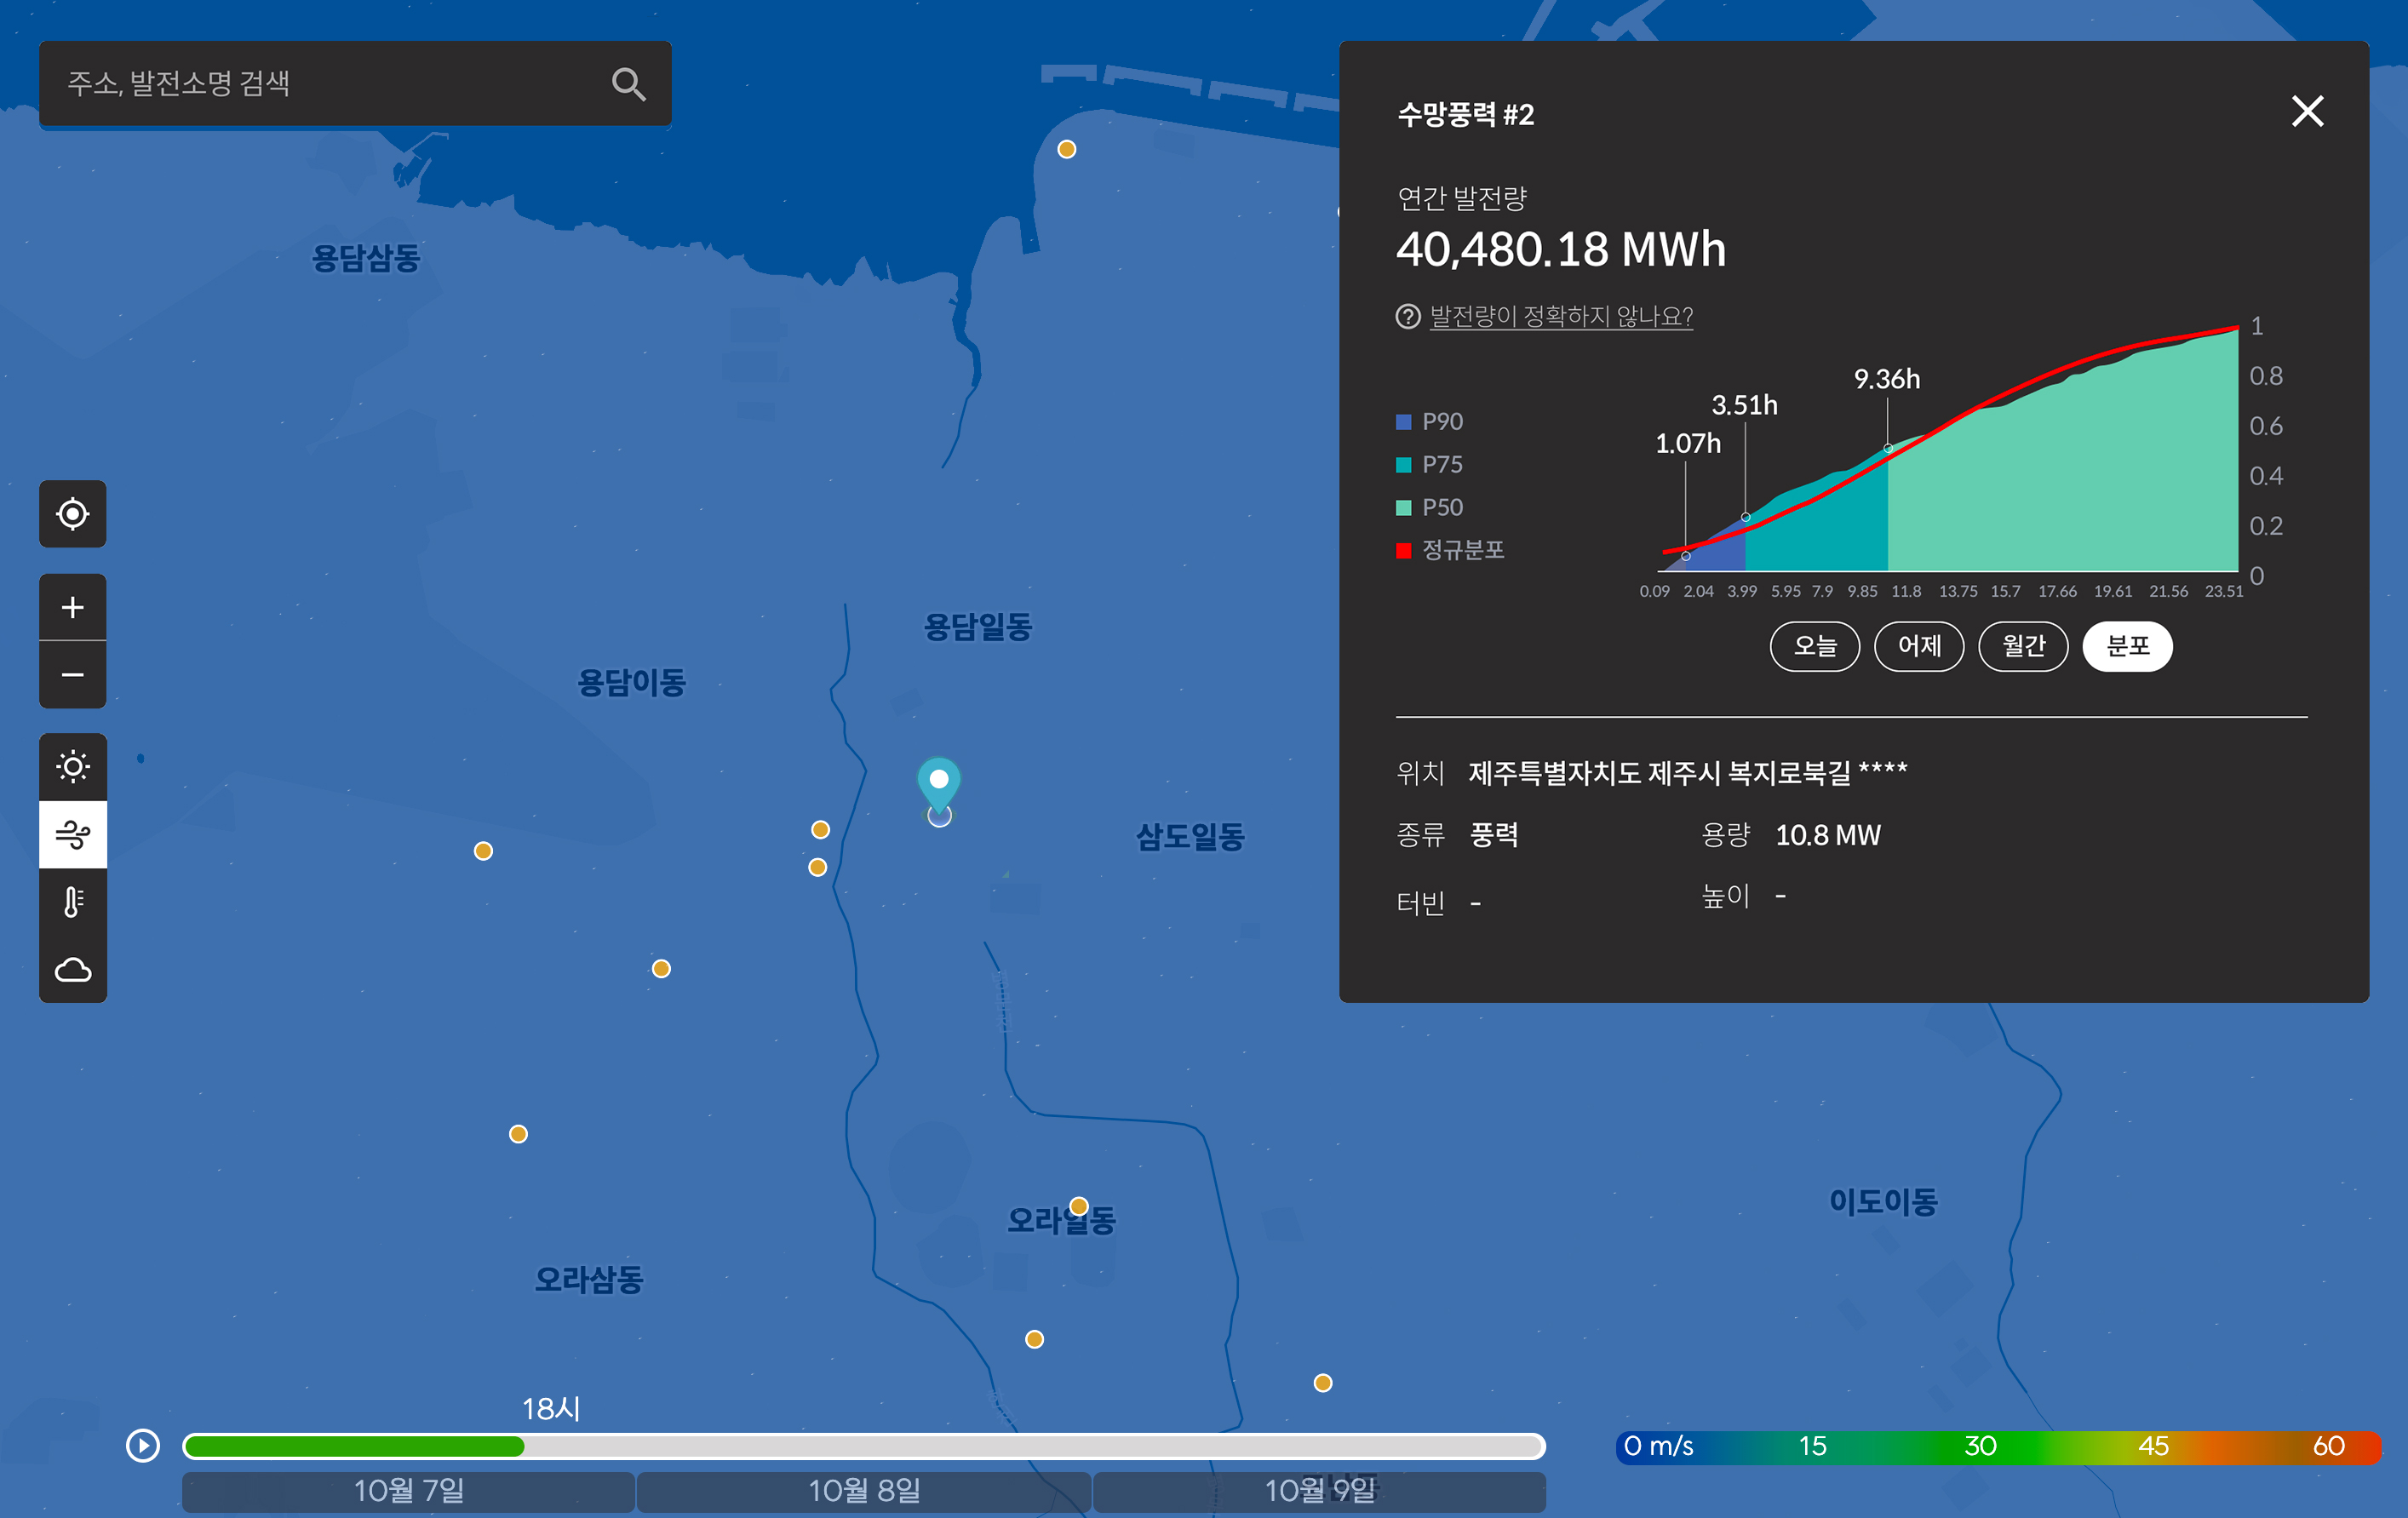 주소, 발전소명 검색
용담삼동
용담일동
용담이동
삼도일동
오라일동
오라삼동
이도이동
수망풍력 #2
연간 발전량
40,480.18 MWh
발전량이 정확하지 않나요?
P90
P75
P50
정규분포
1.07h
3.51h
9.36h
1
0.8
0.6
0.4
0.2
0
0.09 2.04 3.99 5.95 7.9 9.85 11.8 13.75 15.7 17.66 19.61 21.56 23.51
오늘 어제 월간 분포
위치 제주특별자치도 제주시 복지로북길 ****
종류 풍력 용량 10.8 MW
터빈 - 높이 -
18시
10월 7일 10월 8일 10월 9일
0 m/s 15 30 45 60